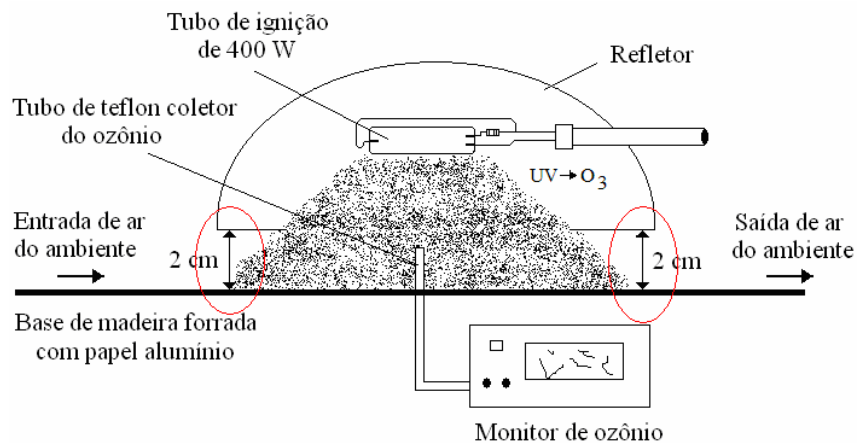 Tubo de ignição
de 400 W
Refletor
Tubo de teflon coletor
do ozônio
UV→O₃
Entrada de ar
do ambiente
Saída de ar
do ambiente
2 cm
2 cm
Base de madeira forrada
com papel alumínio
Monitor de ozônio